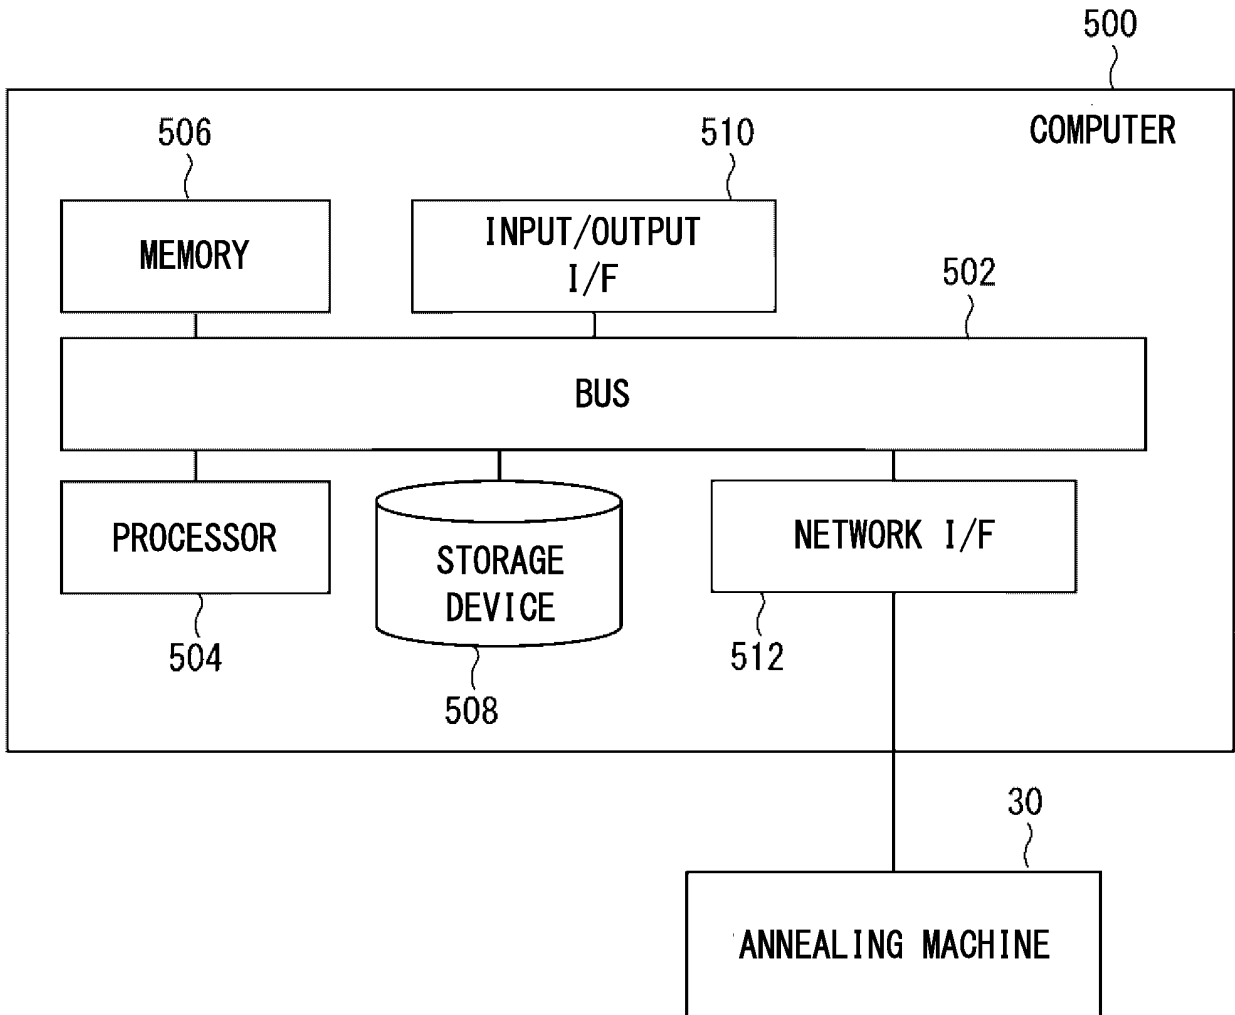 500
COMPUTER
506
510
MEMORY
INPUT/OUTPUT
I/F
502
BUS
PROCESSOR
STORAGE
DEVICE
NETWORK I/F
504
508
512
30
ANNEALING MACHINE